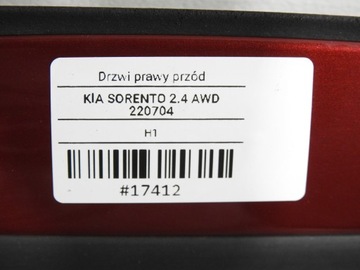 Drzwi prawy przód
KIA SORENTO 2.4 AWD
220704
H1
#17412